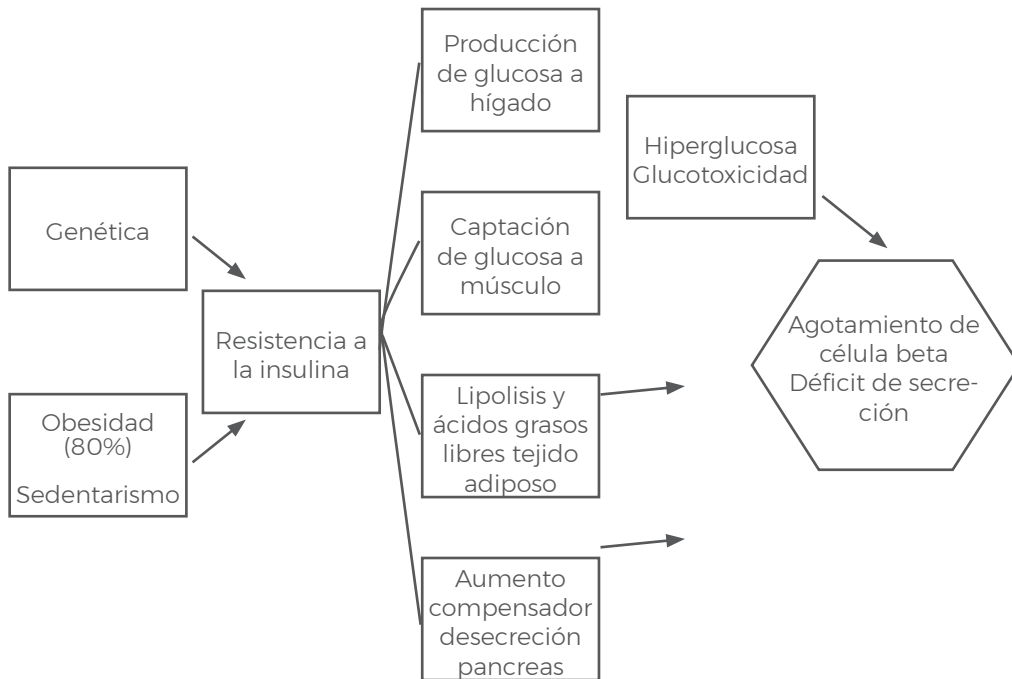 Genética
Obesidad
(80%)
Sedentarismo
Resistencia a
la insulina
Producción
de glucosa a
hígado
Captación
de glucosa a
músculo
Lipolisis y
ácidos grasos
libres tejido
adiposo
Aumento
compensador
desecreción
pancreas
Hiperglucosa
Glucotoxicidad
Agotamiento de
célula beta
Déficit de secre-
ción